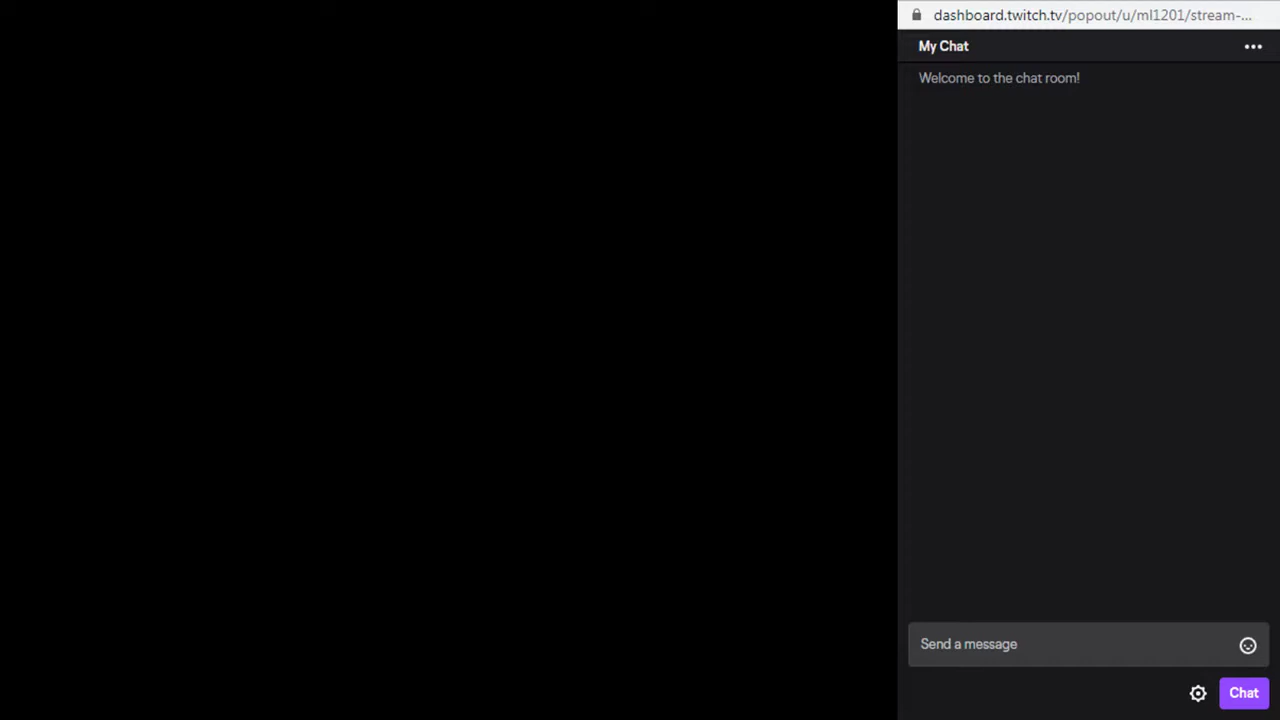 dashboard.twitch.tv/popout/u/ml1201/stream-...
My Chat
Welcome to the chat room!
Send a message
Chat